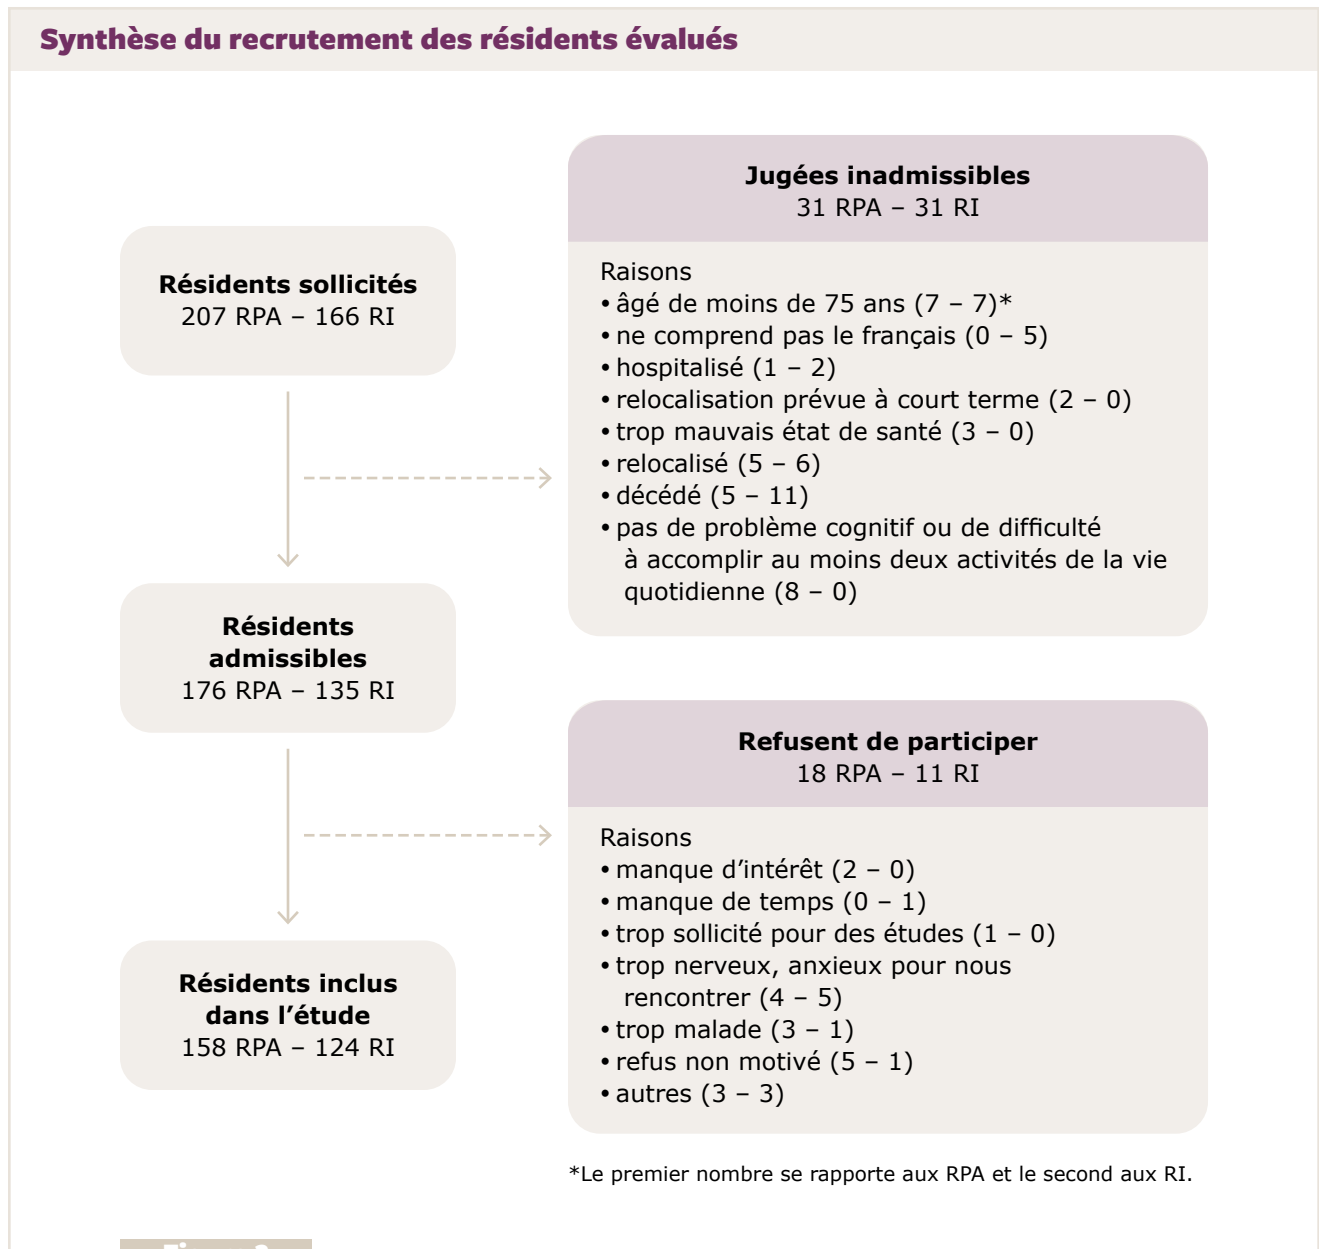 Synthèse du recrutement des résidents évalués
Résidents sollicités
207 RPA – 166 RI
Jugées inadmissibles
31 RPA – 31 RI
Raisons
• âgé de moins de 75 ans (7 – 7)*
• ne comprend pas le français (0 – 5)
• hospitalisé (1 – 2)
• relocalisation prévue à court terme (2 – 0)
• trop mauvais état de santé (3 – 0)
• relocalisé (5 – 6)
• décédé (5 – 11)
• pas de problème cognitif ou de difficulté
à accomplir au moins deux activités de la vie
quotidienne (8 – 0)
Résidents
admissibles
176 RPA – 135 RI
Refusent de participer
18 RPA – 11 RI
Raisons
• manque d’intérêt (2 – 0)
• manque de temps (0 – 1)
• trop sollicité pour des études (1 – 0)
• trop nerveux, anxieux pour nous
rencontrer (4 – 5)
• trop malade (3 – 1)
• refus non motivé (5 – 1)
• autres (3 – 3)
Résidents inclus
dans l’étude
158 RPA – 124 RI
*Le premier nombre se rapporte aux RPA et le second aux RI.